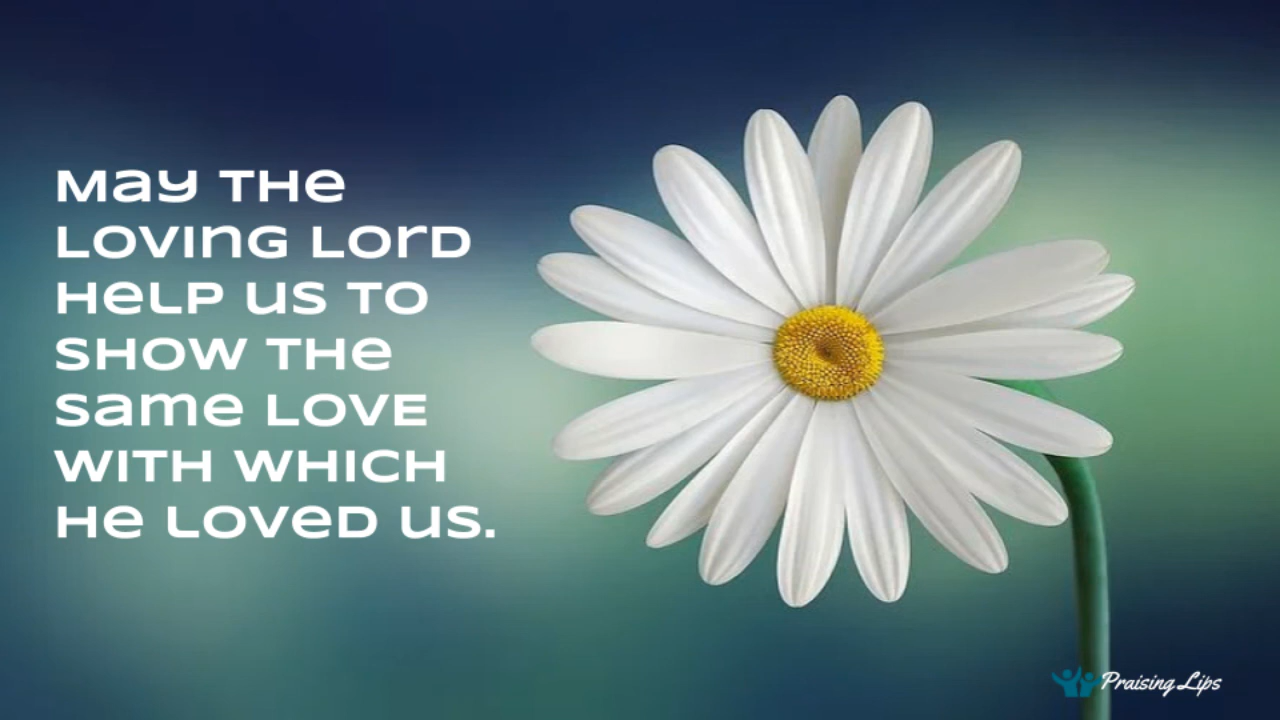 May the
loving Lord
help us to
show the
same love
with which
He loved us.
Praising Lips